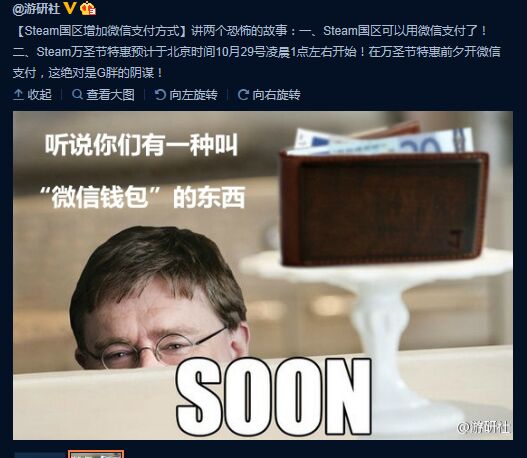 @游研社
【Steam国区增加微信支付方式】讲两个恐怖的故事：一、Steam国区可以用微信支付了！
二、Steam万圣节特惠预计于北京时间10月29号凌晨1点左右开始！在万圣节特惠前夕开微信
支付，这绝对是G胖的阴谋！
收起 查看大图 向左旋转 向右旋转
听说你们有一种叫
“微信钱包”的东西
SOON
@游研社